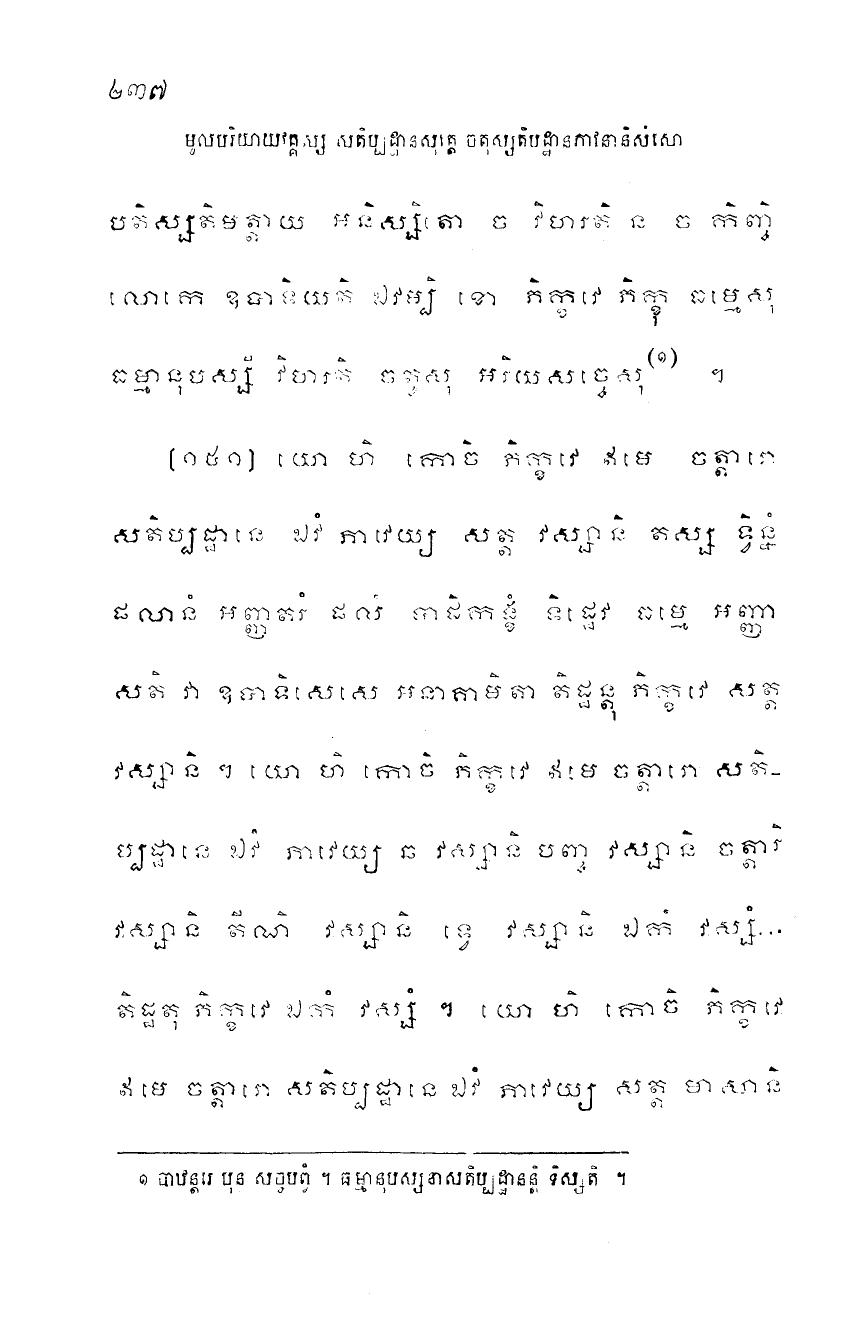 ៤៣៧
មូលបរិយាយវគ្គស្ស សតិប្បដ្ឋានសុត្តេ ចតុស្សតិបដ្ឋានភាវនានិសំសោ
បតិស្សតិមត្តាយ អនិស្សិតោ ច វិហរតិ ន ច កិញ្ចិ
លោកេ ឧបាទិយតិ ឯវម្បិ ខោ ភិក្ខវេ ភិក្ខុ ធម្មេសុ
ធម្មានុបស្សី វិហរតិ ចតូសុ អរិយសច្ចេសុ(១) ។
[១៥១] យោ ហិ កោចិ ភិក្ខវេ ឥមេ ចត្តារោ
សតិប្បដ្ឋានេ ឯវំ ភាវេយ្យ សត្ត វស្សានិ តស្ស ទ្វិន្នំ
ផលានំ អញ្ញតរំ ផលំ បាដិកង្ខំ ទិដ្ឋេវ ធម្មេ អញ្ញា
សតិ វា ឧបាទិសេសេ អនាគាមិតា តិដ្ឋន្តុ ភិក្ខវេ សត្ត
វស្សានិ ។ យោ ហិ កោចិ ភិក្ខវេ ឥមេ ចត្តារោ សតិ-
ប្បដ្ឋានេ ឯវំ ភាវេយ្យ ឆ វស្សានិ បញ្ច វស្សានិ ចត្តារិ
វស្សានិ តីណិ វស្សានិ ទ្វេ វស្សានិ ឯកំ វស្សំ...
តិដ្ឋតុ ភិក្ខវេ ឯកំ វស្សំ ។ យោ ហិ កោចិ ភិក្ខវេ
ឥមេ ចត្តារោ សតិប្បដ្ឋានេ ឯវំ ភាវេយ្យ សត្ត មាសានិ
១ បាឋន្តរេ បុន សច្ចបព្វំ ។ ធម្មានុបស្សនាសតិប្បដ្ឋានន្តិ ទិស្សតិ ។